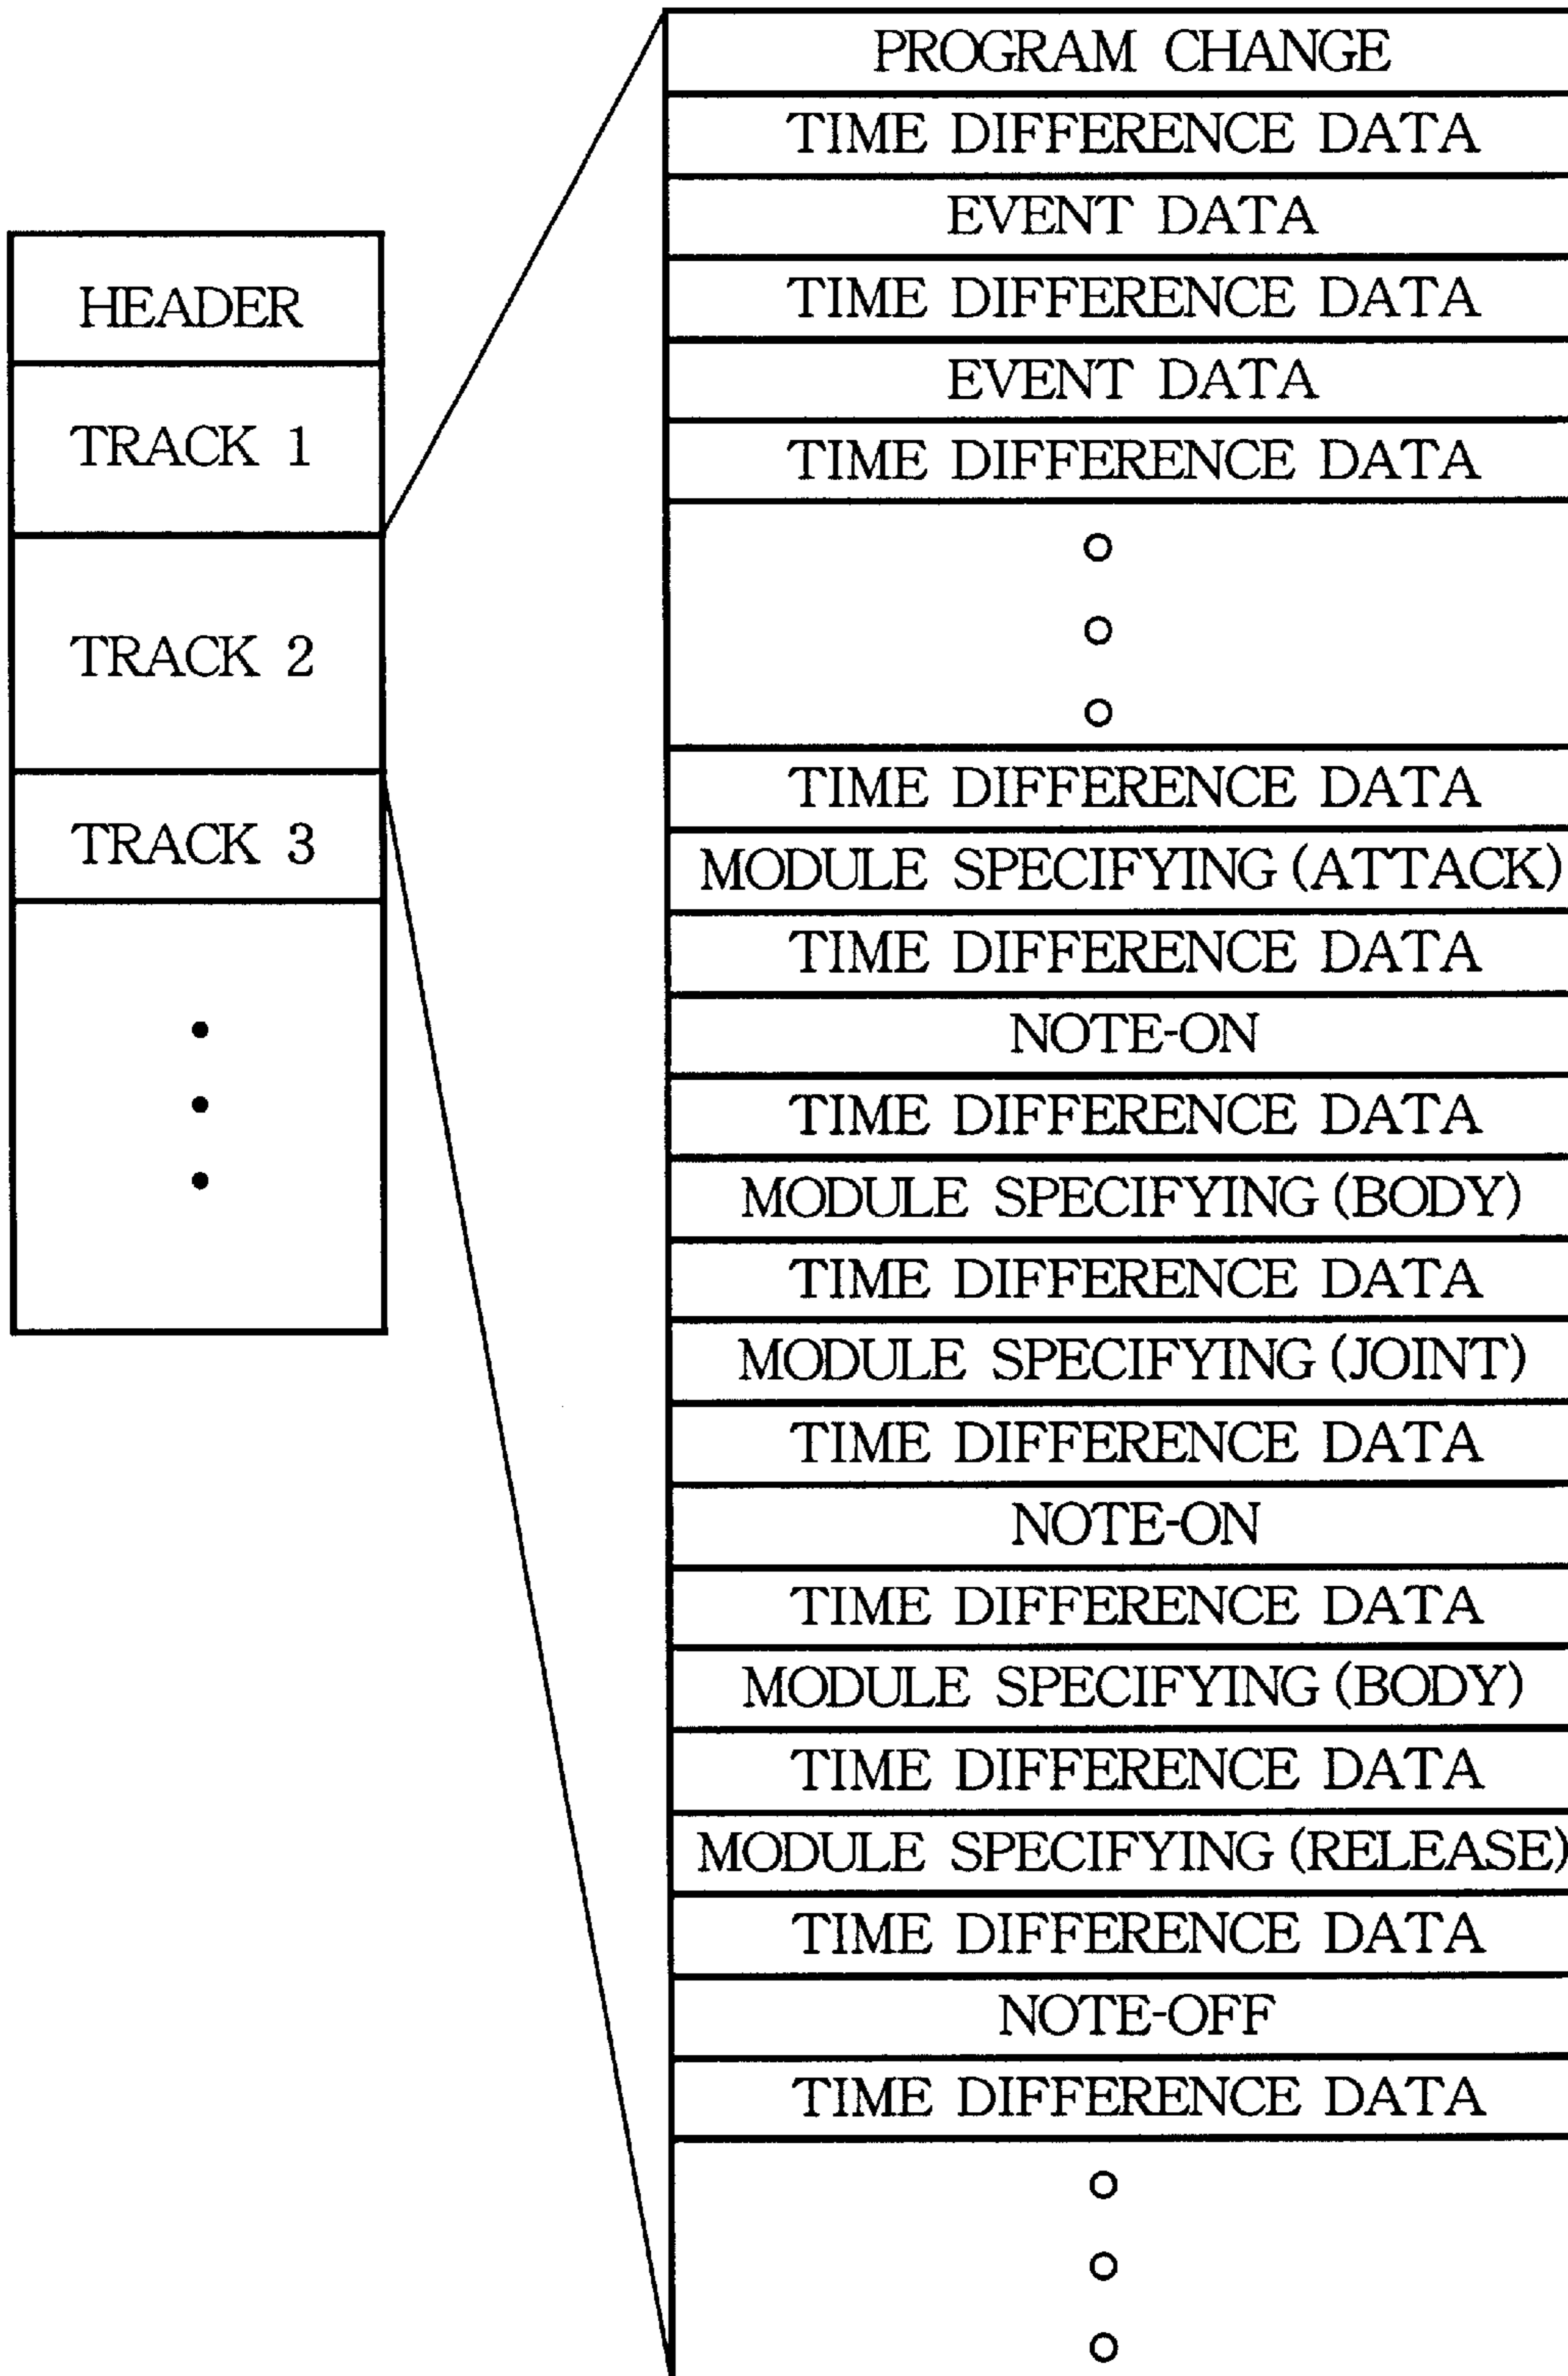 HEADER
TRACK 1
TRACK 2
TRACK 3
PROGRAM CHANGE
TIME DIFFERENCE DATA
EVENT DATA
TIME DIFFERENCE DATA
EVENT DATA
TIME DIFFERENCE DATA
TIME DIFFERENCE DATA
MODULE SPECIFYING (ATTACK)
TIME DIFFERENCE DATA
NOTE-ON
TIME DIFFERENCE DATA
MODULE SPECIFYING (BODY)
TIME DIFFERENCE DATA
MODULE SPECIFYING (JOINT)
TIME DIFFERENCE DATA
NOTE-ON
TIME DIFFERENCE DATA
MODULE SPECIFYING (BODY)
TIME DIFFERENCE DATA
MODULE SPECIFYING (RELEASE)
TIME DIFFERENCE DATA
NOTE-OFF
TIME DIFFERENCE DATA